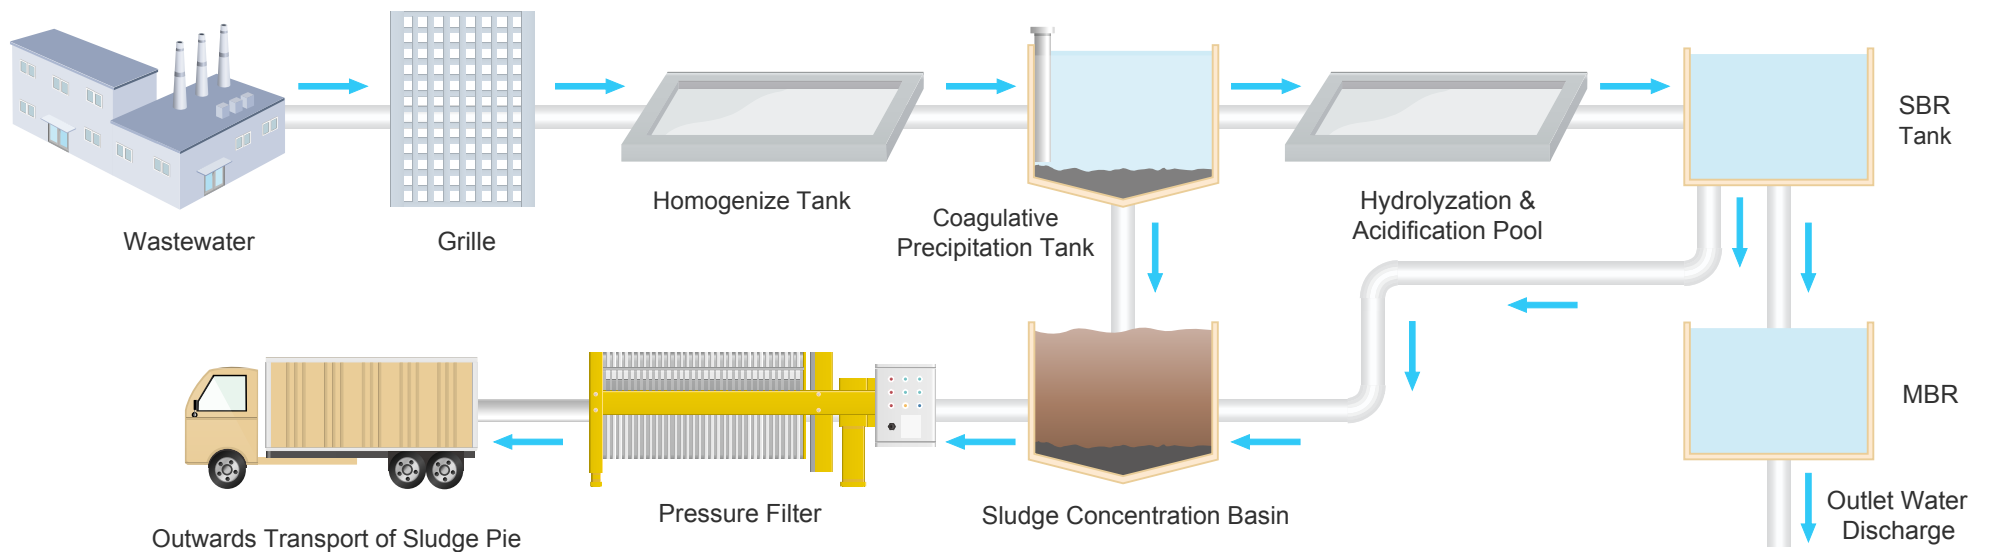 Wastewater
Grille
Homogenize Tank
Coagulative
Precipitation Tank
Hydrolyzation &
Acidification Pool
SBR
Tank
MBR
Outlet Water
Discharge
Sludge Concentration Basin
Pressure Filter
Outwards Transport of Sludge Pie